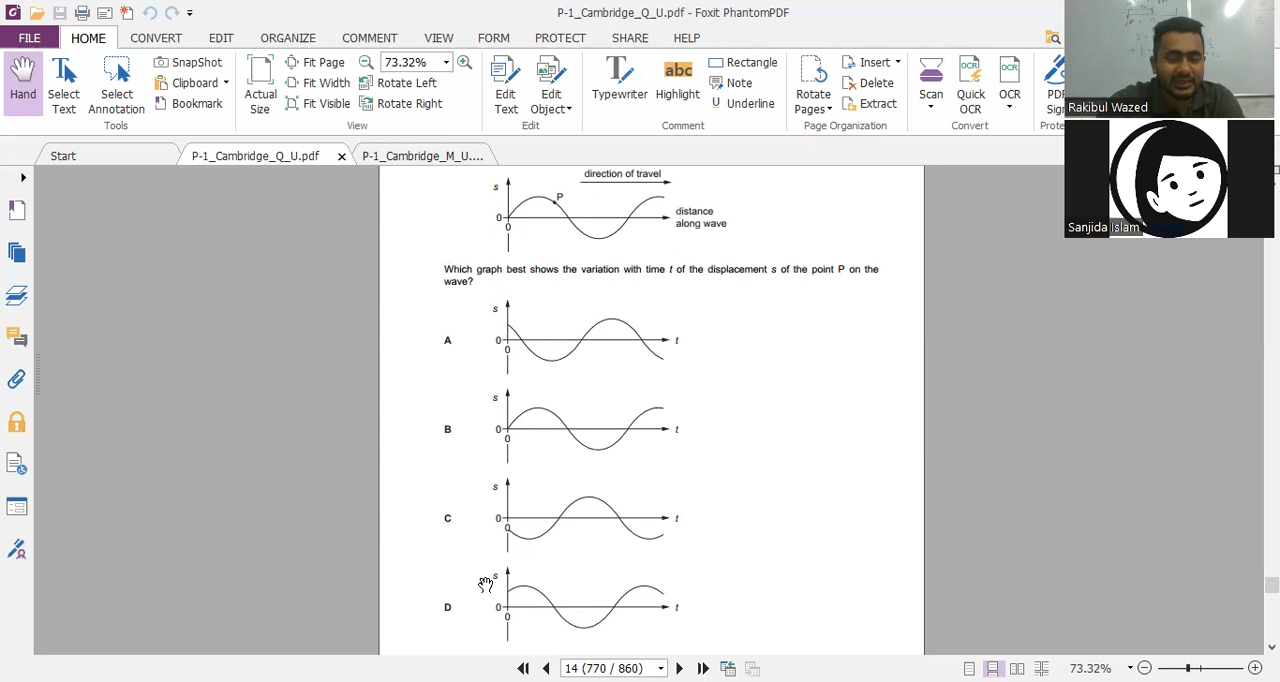 P-1_Cambridge_Q_U.pdf - Foxit PhantomPDF
FILE HOME CONVERT EDIT ORGANIZE COMMENT VIEW FORM PROTECT SHARE HELP
Hand
Select Text
Select Annotation
SnapShot
Clipboard
Bookmark
Tools
Actual Size
Fit Page
Fit Width
Fit Visible
73.32%
Rotate Left
Rotate Right
View
Edit Text
Edit Object
Edit
Typewriter
Highlight
Rectangle
Note
Underline
Comment
Rotate Pages
Insert
Delete
Extract
Page Organization
Scan
Quick OCR
OCR
Convert
PDF
Sign
Prote
Rakibul Wazed
Sanjida Islam
Start
P-1_Cambridge_Q_U.pdf
P-1_Cambridge_M_U....
direction of travel
s
P
0
0
distance
along wave
Which graph best shows the variation with time t of the displacement s of the point P on the
wave?
s
A 0 t
0
s
B 0 t
0
s
C 0 t
0
s
D 0 t
0
14 (770 / 860)
73.32%